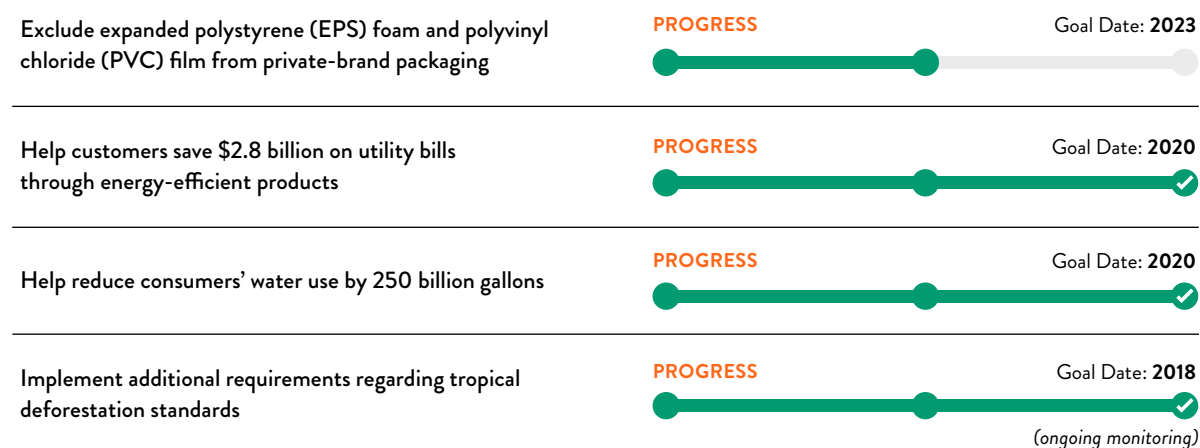 Exclude expanded polystyrene (EPS) foam and polyvinyl
chloride (PVC) film from private-brand packaging
PROGRESS
Goal Date: 2023
Help customers save $2.8 billion on utility bills
through energy-efficient products
PROGRESS
Goal Date: 2020
Help reduce consumers’ water use by 250 billion gallons
PROGRESS
Goal Date: 2020
Implement additional requirements regarding tropical
deforestation standards
PROGRESS
Goal Date: 2018
(ongoing monitoring)